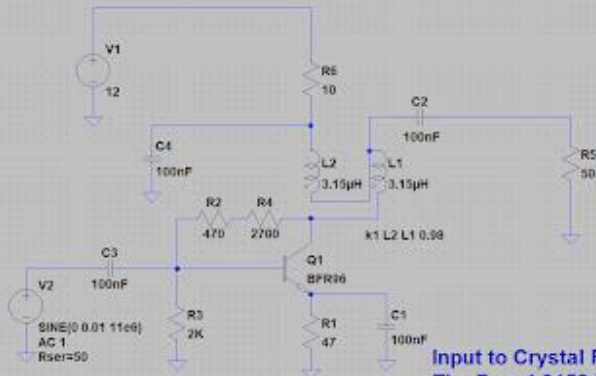 V1
12
R6
10
C4
100nF
C2
100nF
L2
3.15µH
L1
3.15µH
R5
50
R2
470
R4
2700
k1 L2 L1 0.98
C3
100nF
Q1
BFR96
V2
SINE(0 0.01 11e6)
AC 1
Rser=50
R3
2K
R1
47
C1
100nF
Input to Crystal F